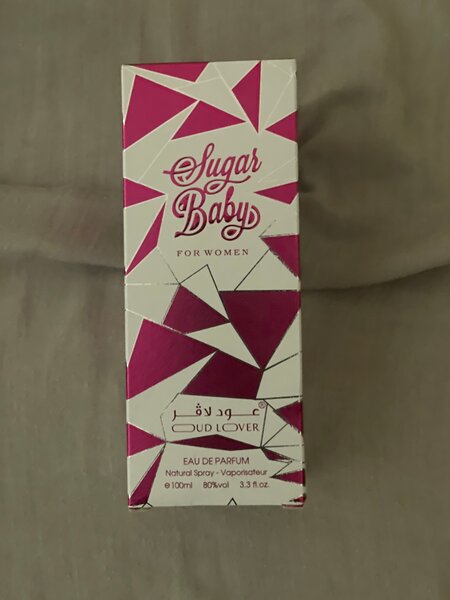 Sugar
Baby
FOR WOMEN
عود لاڤر®
OUD LOVER
EAU DE PARFUM
Natural Spray - Vaporisateur
℮100ml 80%vol 3.3 fl.oz.